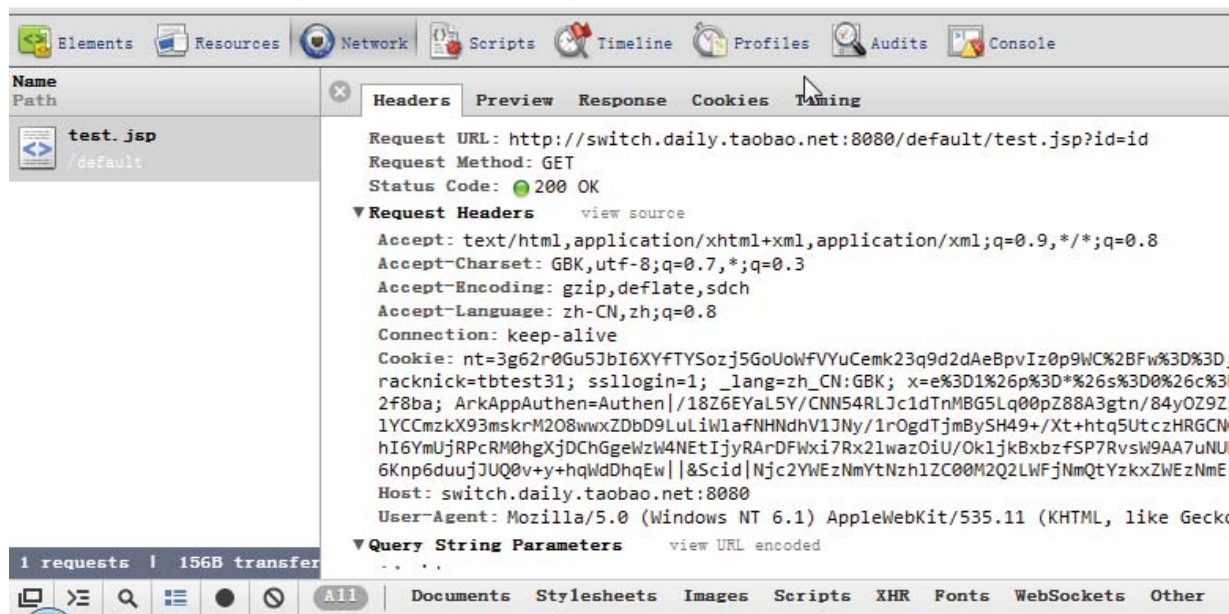 Elements Resources Network Scripts Timeline Profiles Audits Console
Name
Path
Headers Preview Response Cookies Timing
test.jsp
/default
Request URL: http://switch.daily.taobao.net:8080/default/test.jsp?id=id
Request Method: GET
Status Code: 200 OK
Request Headers view source
Accept: text/html,application/xhtml+xml,application/xml;q=0.9,*/*;q=0.8
Accept-Charset: GBK,utf-8;q=0.7,*;q=0.3
Accept-Encoding: gzip,deflate,sdch
Accept-Language: zh-CN,zh;q=0.8
Connection: keep-alive
Cookie: nt=3g62r0Gu5JbI6XYfTYSozj5GoUoWfVYuCemk23q9d2dAeBpvIz0p9WC%2BFw%3D%3D;
racknick=tbtest31; ssllogin=1; _lang=zh_CN:GBK; x=e%3D1%26p%3D*%26s%3D0%26c%3
2f8ba; ArkAppAuthen=Authen|/18Z6EYaL5Y/CNN54RLJc1dTnMBG5Lq00pZ88A3gtn/84yOZ9Z
lYCCmzkX93mskrM2O8wwxZDbD9LuLiWlafNHNdhV1JNy/1rOgdTjmBySH49+/Xt+htq5UtczHRGCN
hI6YmUjRPcRM0hgXjDChGgeWzW4NEtIjyRArDFWxi7Rx2lwazOiU/OkljkBxbzfSP7RvsW9AA7uNU
6Knp6duujJUQ0v+y+hqWdDhqEw||&Scid|Njc2YWEzNmYtNzhlZC00M2Q2LWFjNmQtYzkxZWEzNmE
Host: switch.daily.taobao.net:8080
User-Agent: Mozilla/5.0 (Windows NT 6.1) AppleWebKit/535.11 (KHTML, like Gecko
Query String Parameters view URL encoded
1 requests | 156B transfer
All Documents Stylesheets Images Scripts XHR Fonts WebSockets Other